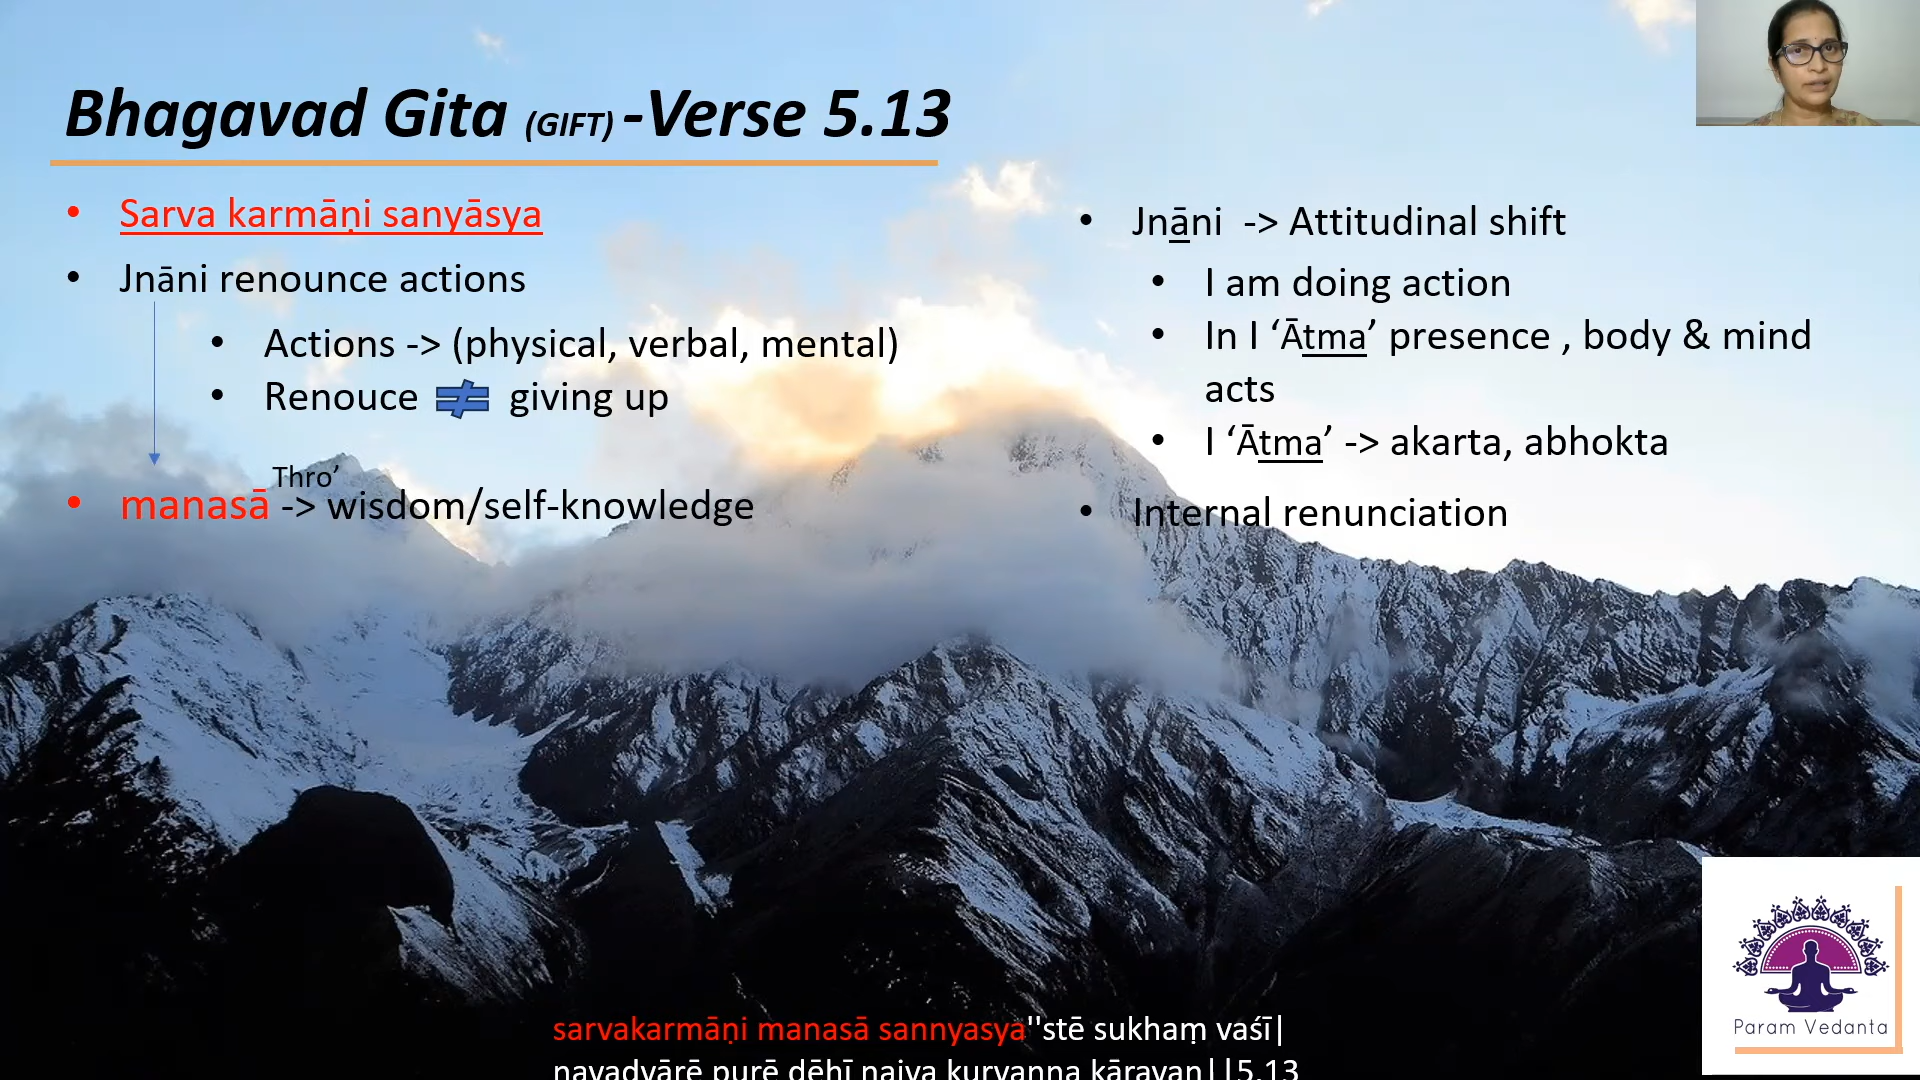 Bhagavad Gita (GIFT) -Verse 5.13
• Sarva karmāṇi sanyāsya
• Jnāni renounce actions
• Actions -> (physical, verbal, mental)
• Renouce ≠ giving up
Thro’
• manasā -> wisdom/self-knowledge
• Jnāni -> Attitudinal shift
• I am doing action
• In I ‘Ātma’ presence , body & mind
acts
• I ‘Ātma’ -> akarta, abhokta
• Internal renunciation
sarvakarmāṇi manasā sannyasya''stē sukhaṃ vaśī|
navadvārē purē dēhī naiva kurvanna kārayan||5.13
Param Vedanta